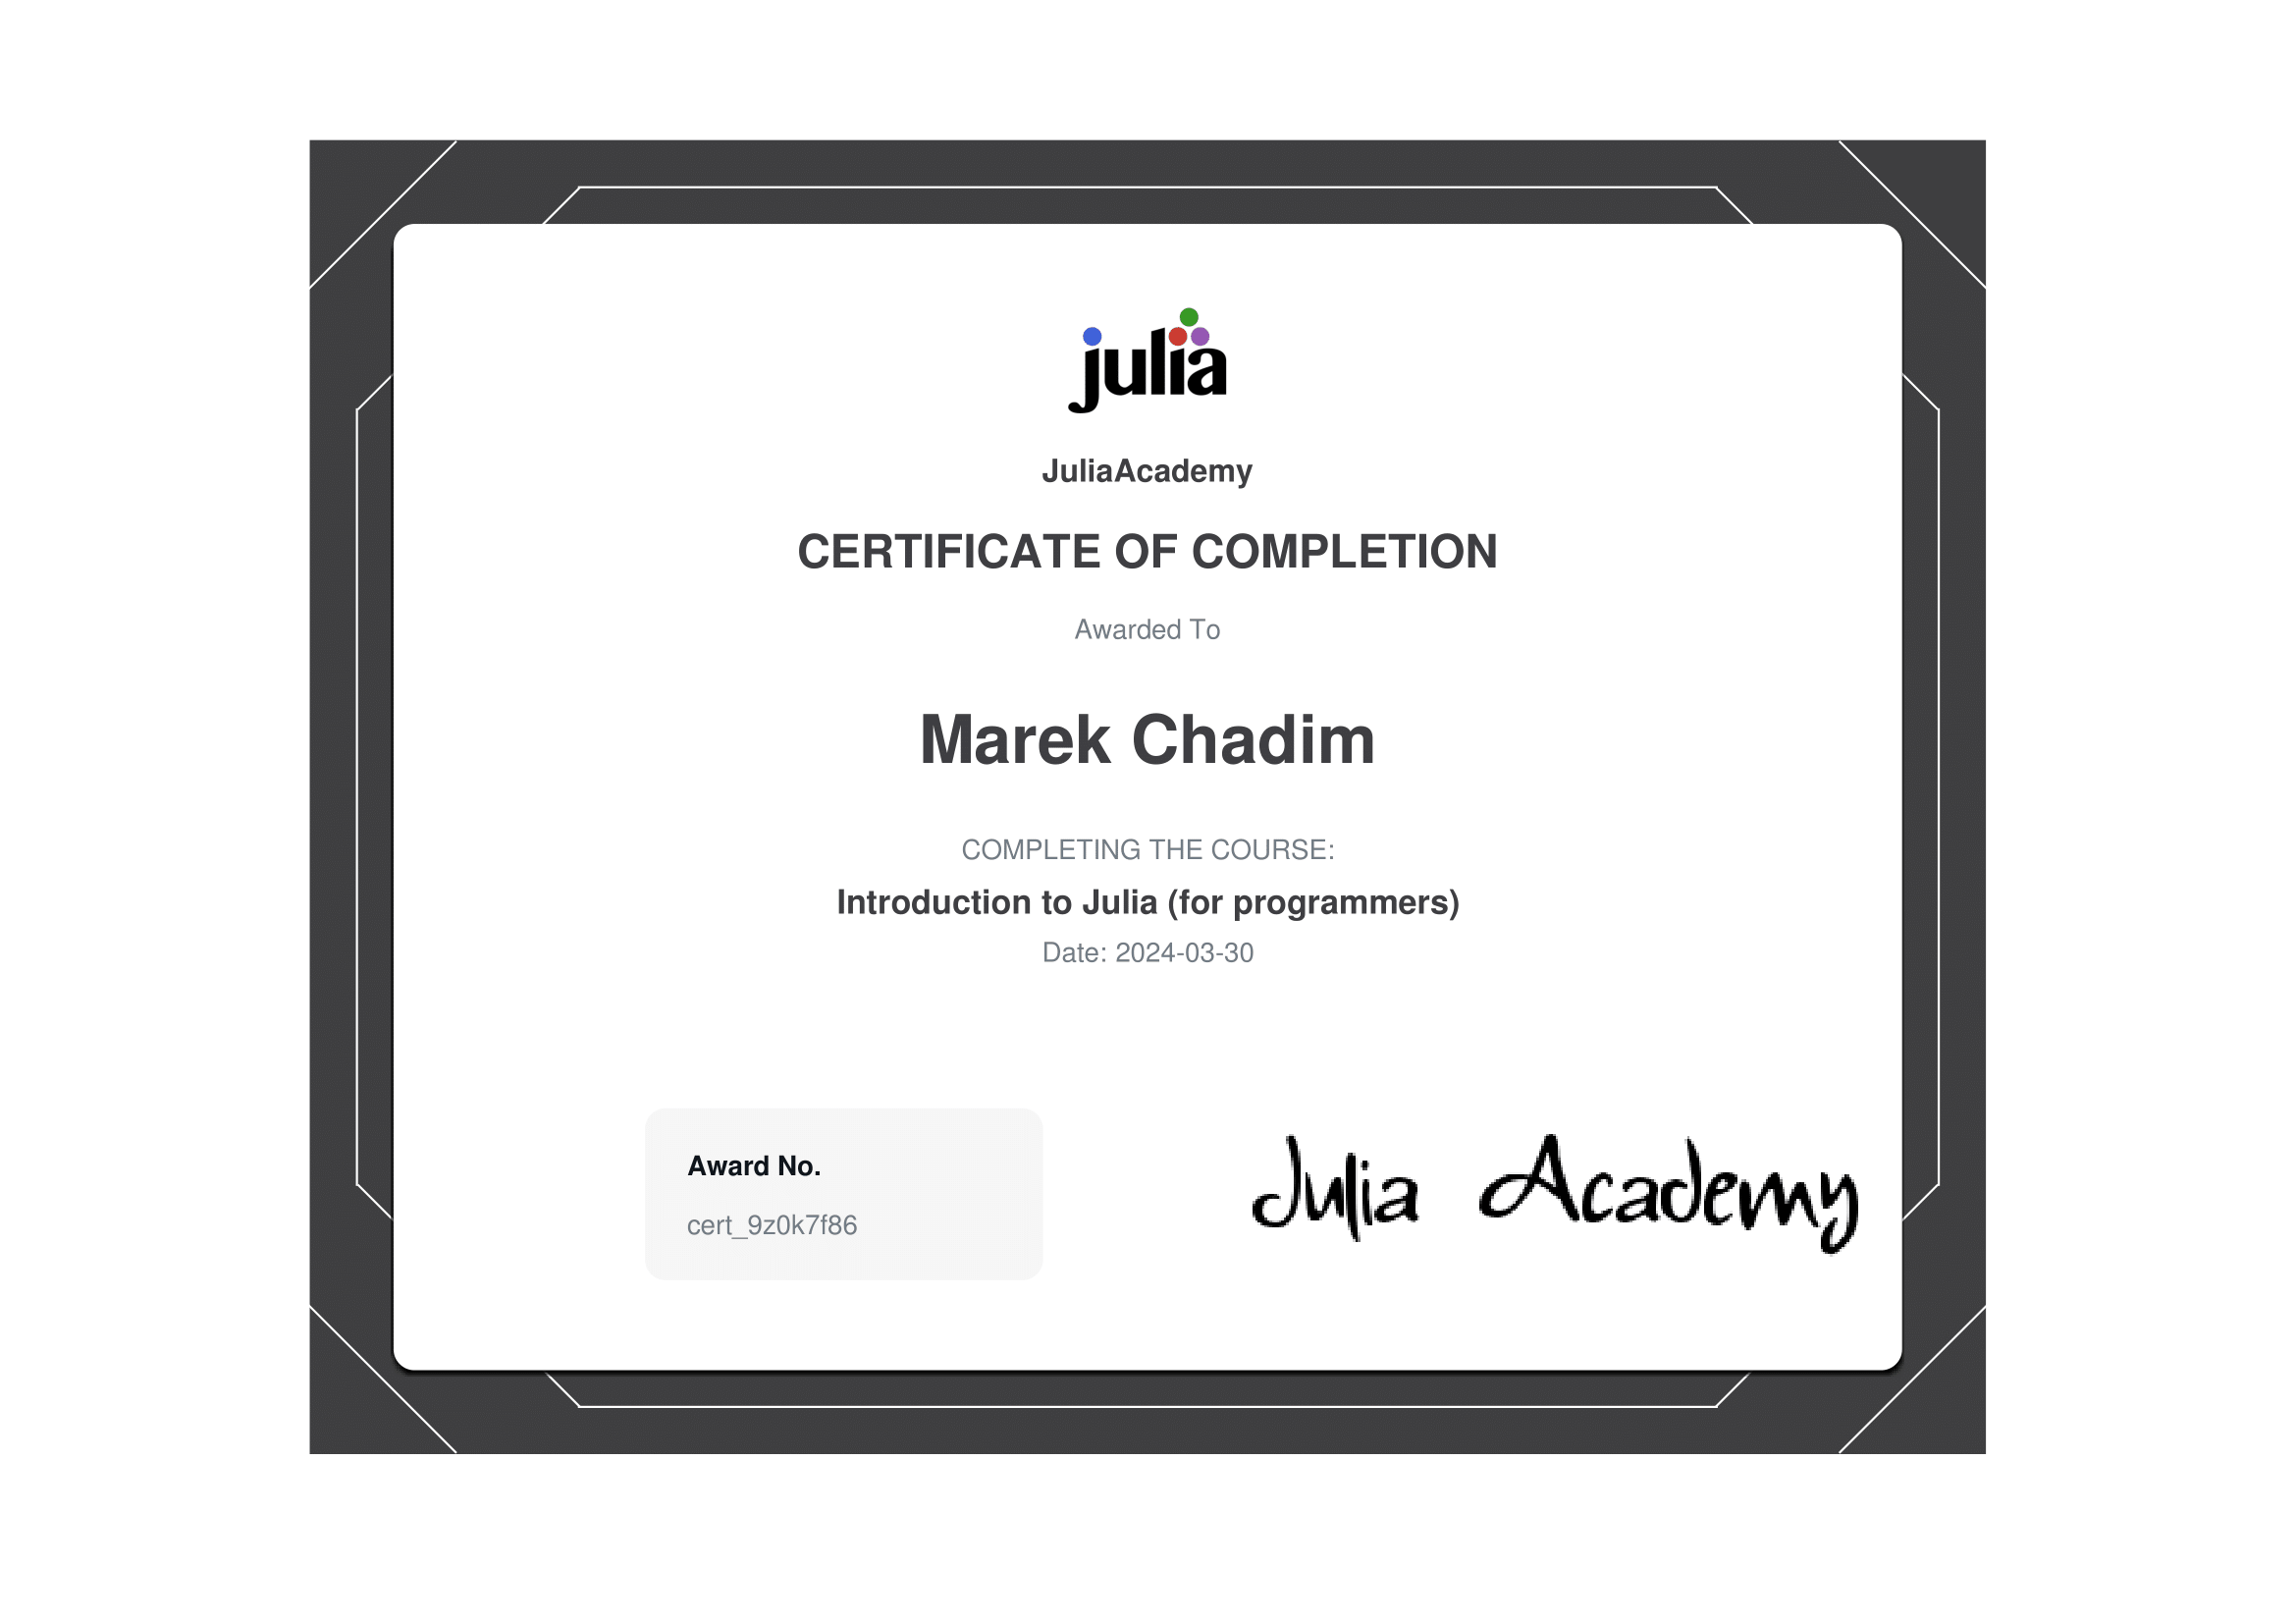 julia
JuliaAcademy
CERTIFICATE OF COMPLETION
Awarded To
Marek Chadim
COMPLETING THE COURSE:
Introduction to Julia (for programmers)
Date: 2024-03-30
Award No.
cert_9z0k7f86
Julia Academy